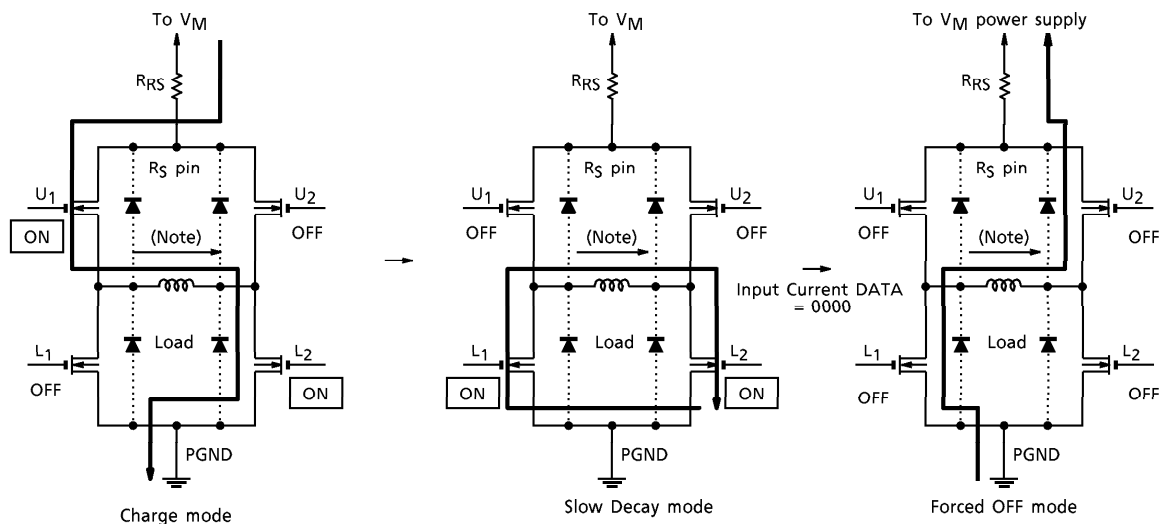 To VM
RRS
RS pin
U1
U2
ON
OFF
(Note)
Load
L1
L2
OFF
ON
PGND
Charge mode
To VM
RRS
RS pin
U1
U2
OFF
OFF
(Note)
Load
L1
L2
ON
ON
PGND
Slow Decay mode
Input Current DATA
= 0000
To VM power supply
RRS
RS pin
U1
U2
OFF
OFF
(Note)
Load
L1
L2
OFF
OFF
PGND
Forced OFF mode